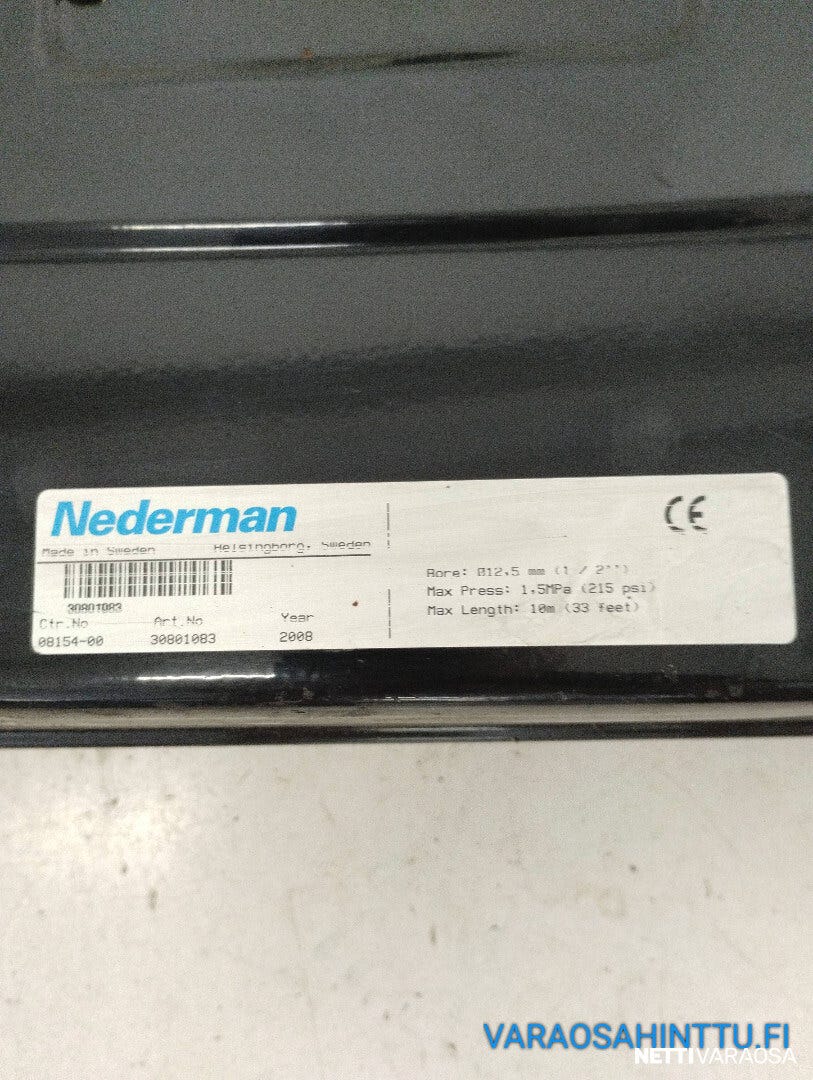 Nederman
Made in Sweden Helsingborg, Sweden
30801083
Ctr.No Art.No Year
08154-00 30801083 2008
CE
Bore: Ø12,5 mm (1 / 2'')
Max Press: 1,5MPa (215 psi)
Max Length: 10m (33 feet)
VARAOSAHINTTU.FI
NETTIVARAOSA